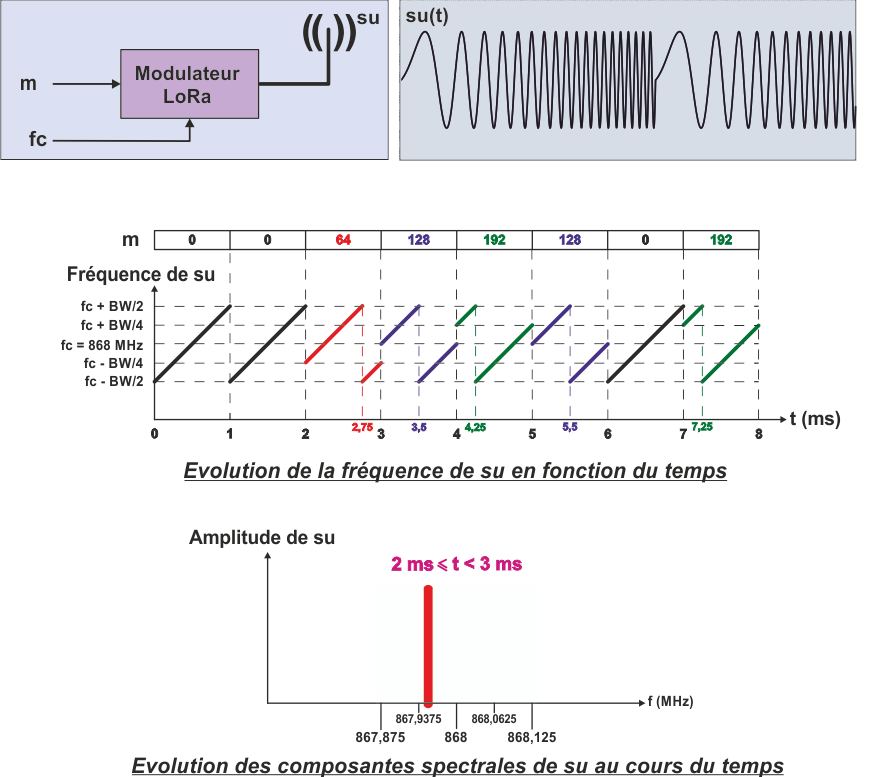 ((( ))) su
m
Modulateur
LoRa
fc
su(t)
m 0 0 64 128 192 128 0 192
Fréquence de su
fc + BW/2
fc + BW/4
fc = 868 MHz
fc - BW/4
fc - BW/2
t (ms)
0 1 2 2,75 3 3,5 4 4,25 5 5,5 6 7 7,25 8
Evolution de la fréquence de su en fonction du temps
Amplitude de su
2 ms ⩽ t < 3 ms
f (MHz)
867,9375 868,0625
867,875 868 868,125
Evolution des composantes spectrales de su au cours du temps